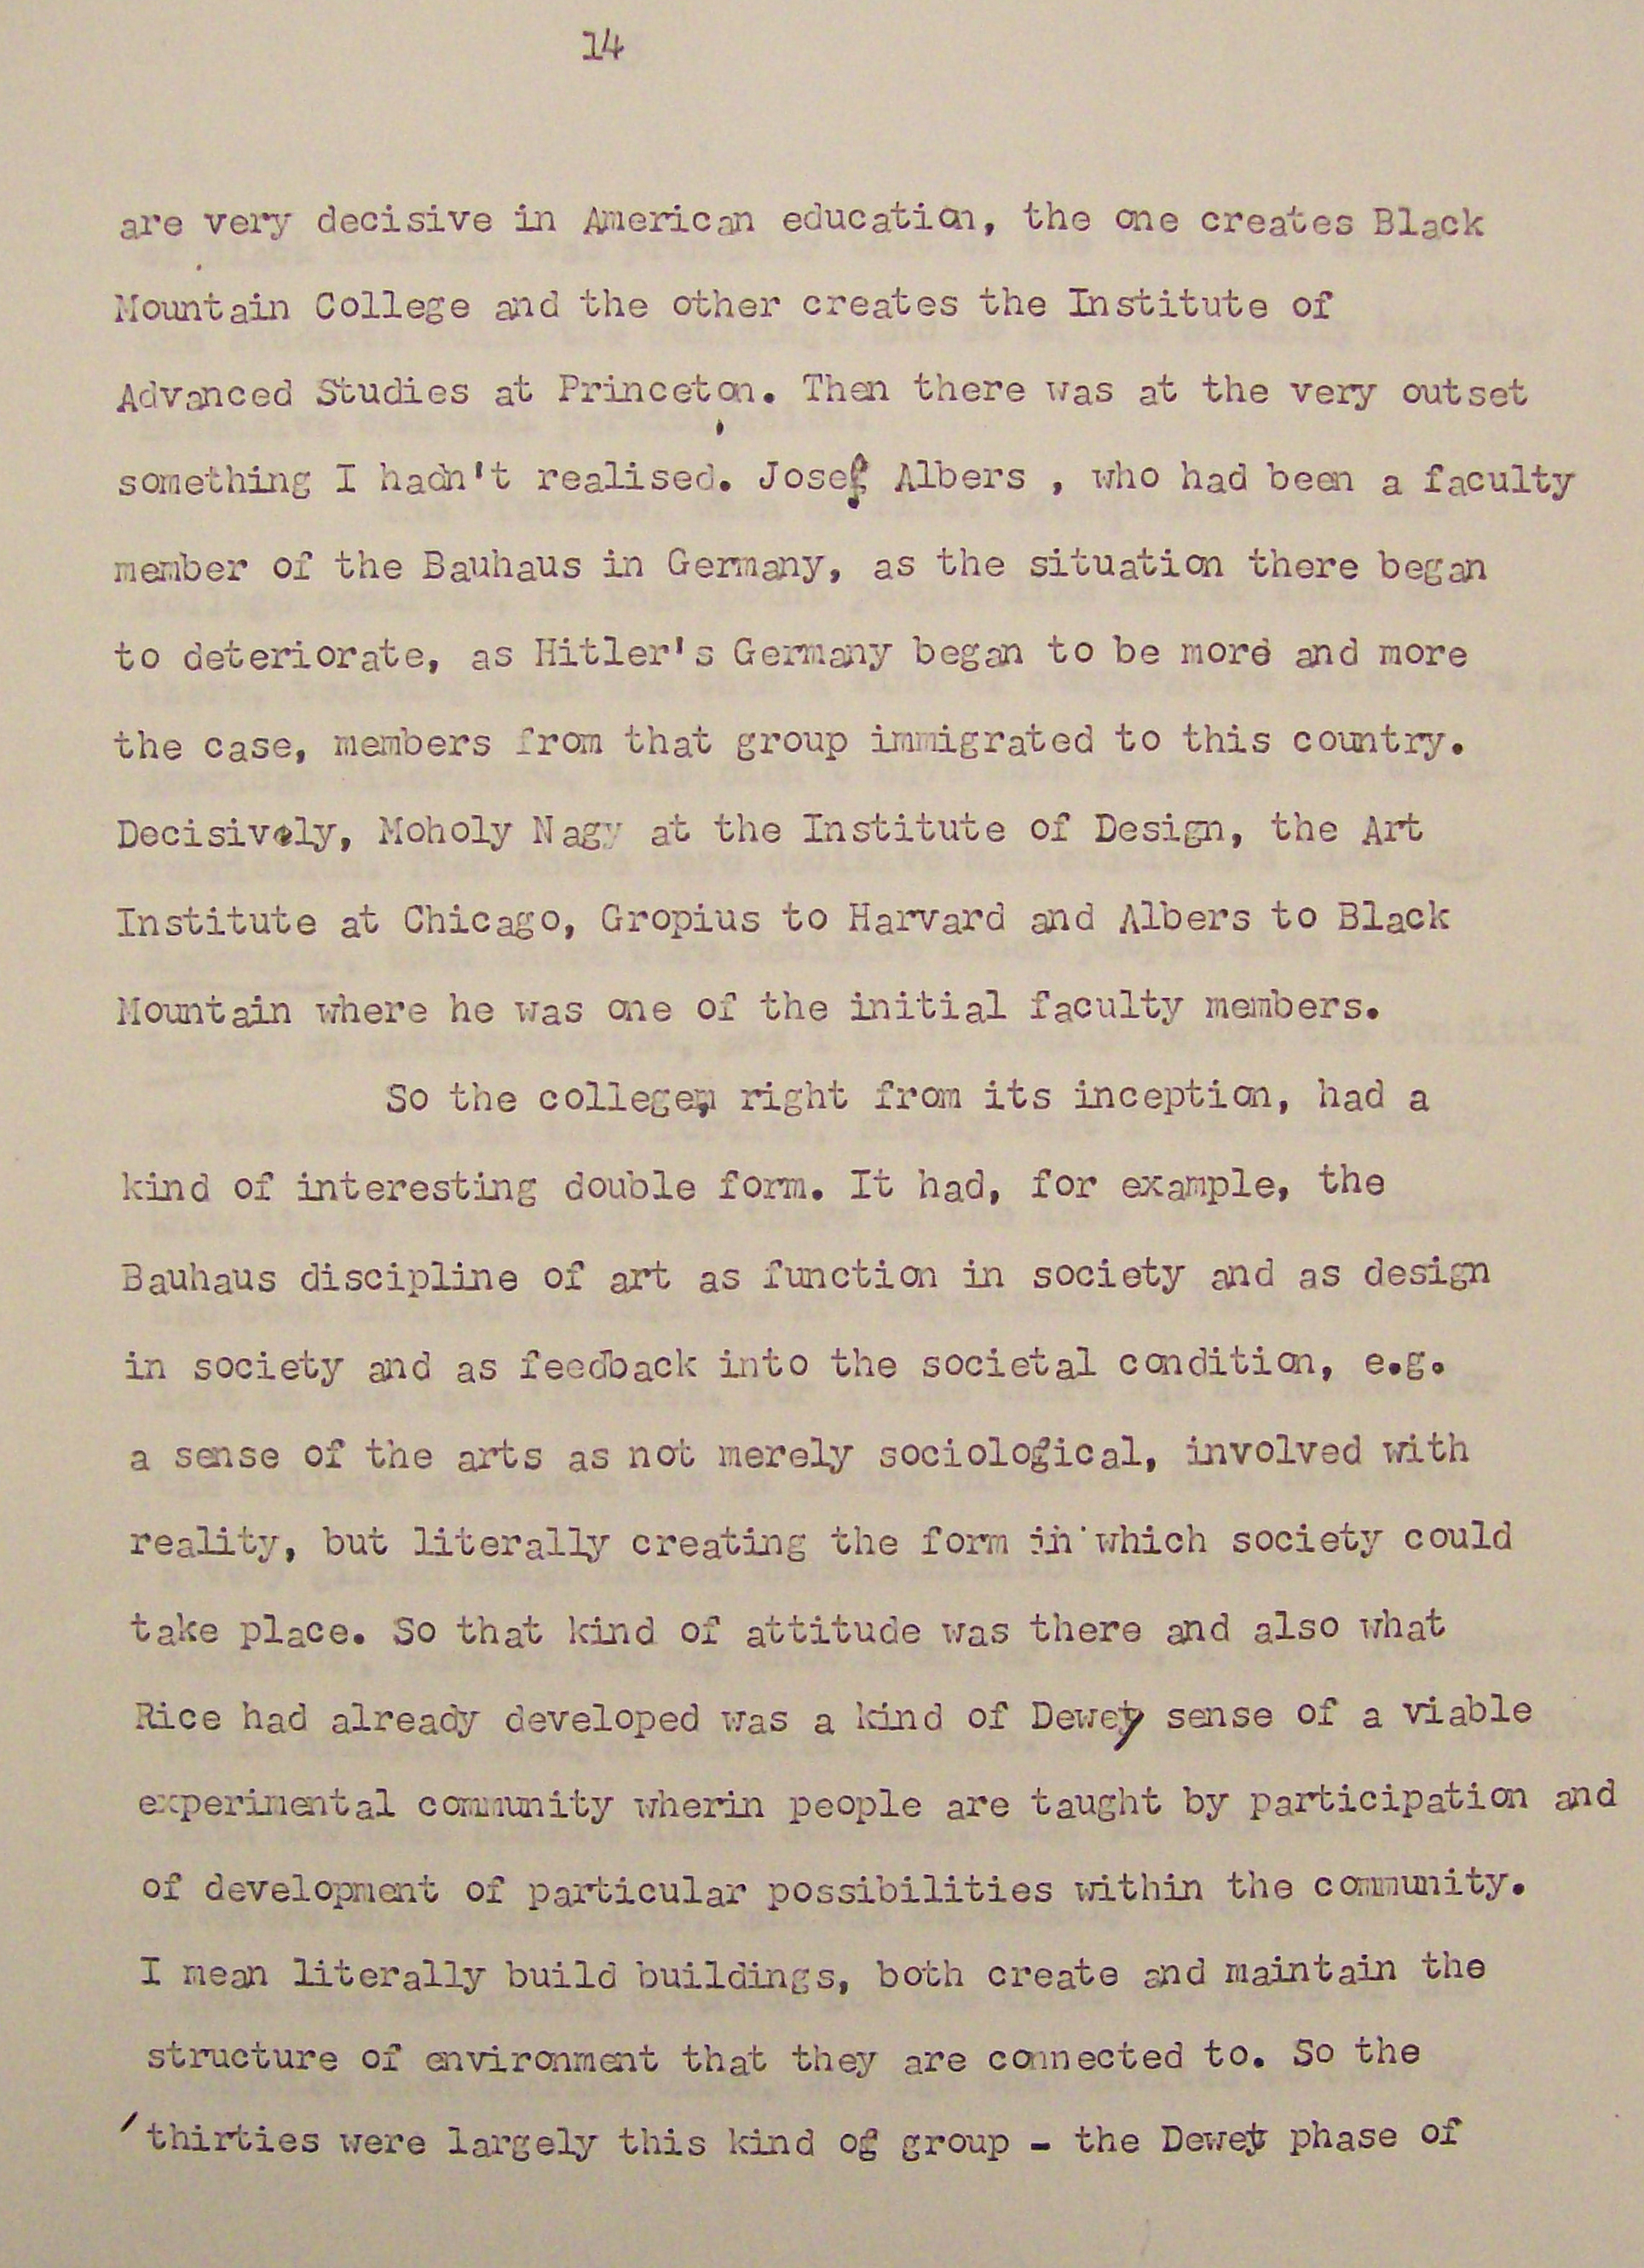 14
are very decisive in American education, the one creates Black
Mountain College and the other creates the Institute of
Advanced Studies at Princeton. Then there was at the very outset
something I hadn't realised. Josef Albers , who had been a faculty
member of the Bauhaus in Germany, as the situation there began
to deteriorate, as Hitler's Germany began to be more and more
the case, members from that group immigrated to this country.
Decisively, Moholy Nagy at the Institute of Design, the Art
Institute at Chicago, Gropius to Harvard and Albers to Black
Mountain where he was one of the initial faculty members.
So the college, right from its inception, had a
kind of interesting double form. It had, for example, the
Bauhaus discipline of art as function in society and as design
in society and as feedback into the societal condition, e.g.
a sense of the arts as not merely sociological, involved with
reality, but literally creating the form in which society could
take place. So that kind of attitude was there and also what
Rice had already developed was a kind of Dewey sense of a viable
experimental community wherin people are taught by participation and
of development of particular possibilities within the community.
I mean literally build buildings, both create and maintain the
structure of environment that they are connected to. So the
'thirties were largely this kind of group - the Dewey phase of